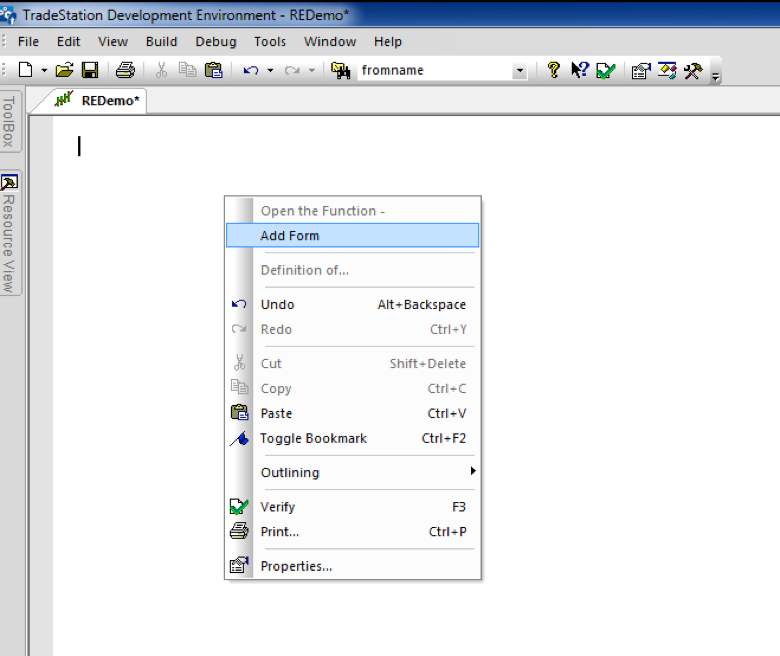 TradeStation Development Environment - REDemo*
File Edit View Build Debug Tools Window Help
fromname
REDemo*
ToolBox
Resource View
Open the Function -
Add Form
Definition of...
Undo Alt+Backspace
Redo Ctrl+Y
Cut Shift+Delete
Copy Ctrl+C
Paste Ctrl+V
Toggle Bookmark Ctrl+F2
Outlining
Verify F3
Print... Ctrl+P
Properties...